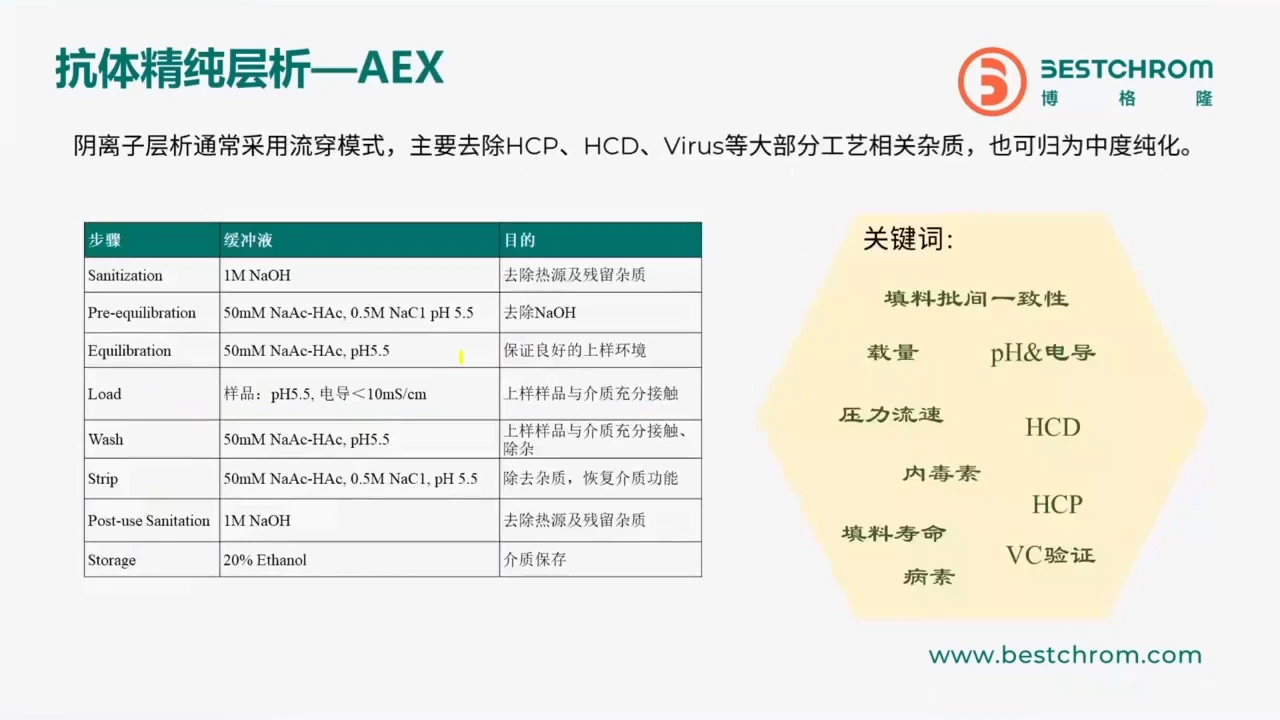 抗体精纯层析—AEX
BESTCHROM
博格隆
阴离子层析通常采用流穿模式，主要去除HCP、HCD、Virus等大部分工艺相关杂质，也可归为中度纯化。
步骤 缓冲液 目的
Sanitization 1M NaOH 去除热源及残留杂质
Pre-equilibration 50mM NaAc-HAc, 0.5M NaC1 pH 5.5 去除NaOH
Equilibration 50mM NaAc-HAc, pH5.5 保证良好的上样环境
Load 样品：pH5.5, 电导＜10mS/cm 上样样品与介质充分接触
Wash 50mM NaAc-HAc, pH5.5 上样样品与介质充分接触、
除杂
Strip 50mM NaAc-HAc, 0.5M NaC1, pH 5.5 除去杂质，恢复介质功能
Post-use Sanitation 1M NaOH 去除热源及残留杂质
Storage 20% Ethanol 介质保存
关键词:
填料批间一致性
载量 pH&电导
压力流速
HCD
内毒素
HCP
填料寿命
VC验证
病素
www.bestchrom.com